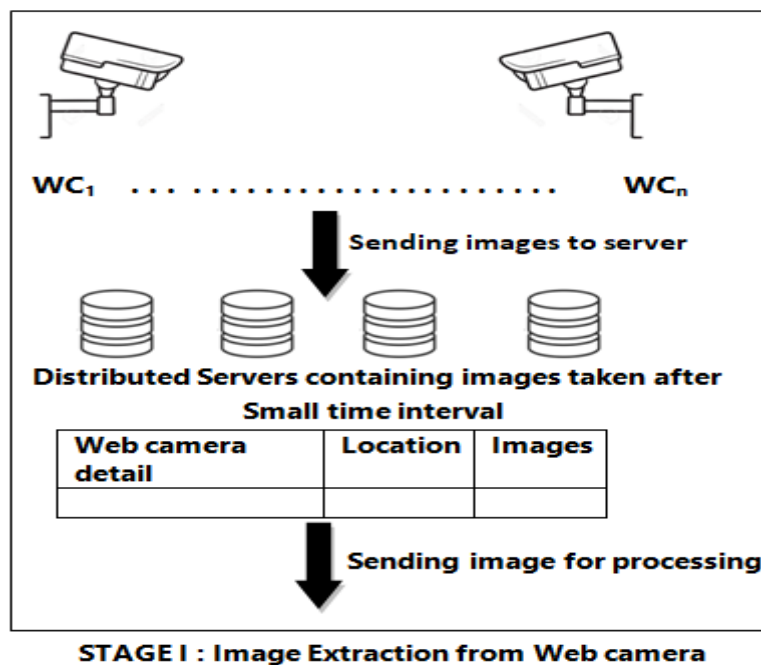 WC₁ . . . . . . . . . . . . . . . . . . . . . . . . WCₙ
Sending images to server
Distributed Servers containing images taken after
Small time interval
Web camera detail Location Images
Sending image for processing
STAGE I : Image Extraction from Web camera